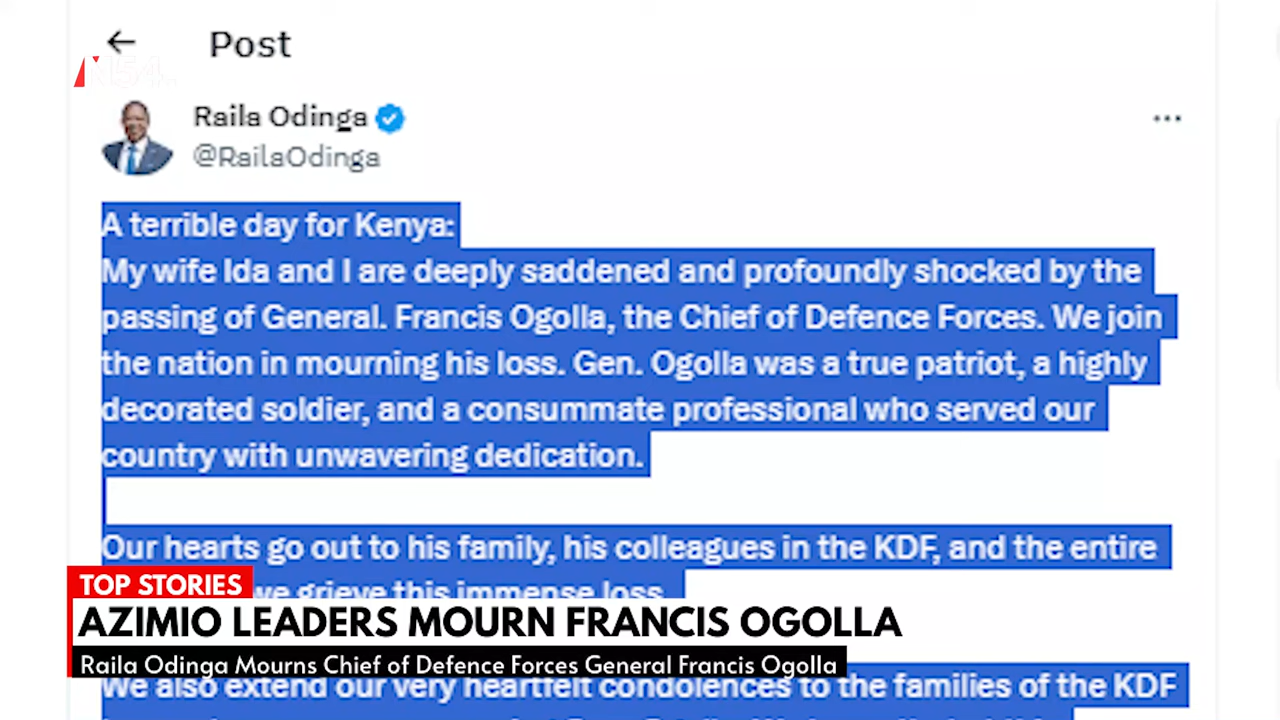 Post
Raila Odinga
@RailaOdinga
A terrible day for Kenya:
My wife Ida and I are deeply saddened and profoundly shocked by the
passing of General. Francis Ogolla, the Chief of Defence Forces. We join
the nation in mourning his loss. Gen. Ogolla was a true patriot, a highly
decorated soldier, and a consummate professional who served our
country with unwavering dedication.
Our hearts go out to his family, his colleagues in the KDF, and the entire
we grieve this immense loss.
TOP STORIES
AZIMIO LEADERS MOURN FRANCIS OGOLLA
Raila Odinga Mourns Chief of Defence Forces General Francis Ogolla
We also extend our very heartfelt condolences to the families of the KDF